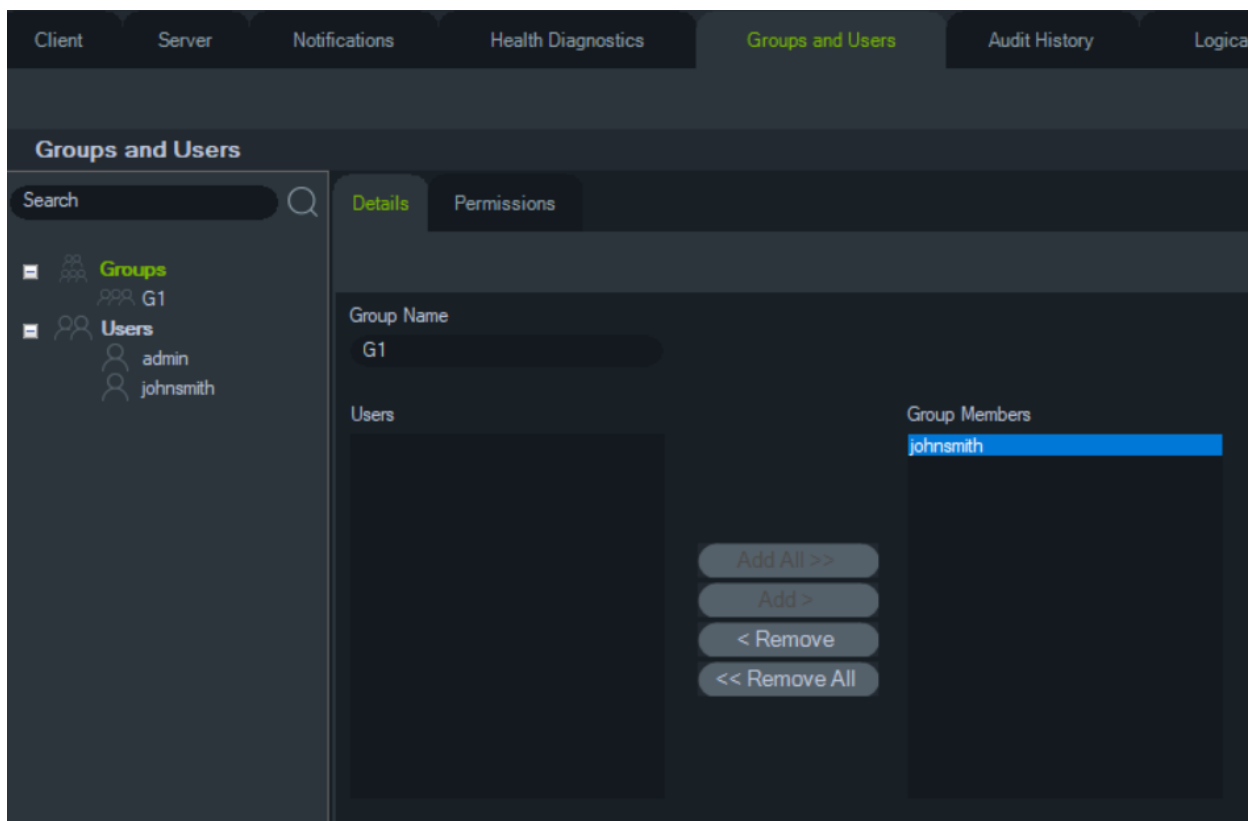 Client Server Notifications Health Diagnostics Groups and Users Audit History Logica
Groups and Users
Search
Details Permissions
Groups
G1
Users
admin
johnsmith
Group Name
G1
Users
Group Members
johnsmith
Add All >>
Add >
< Remove
<< Remove All